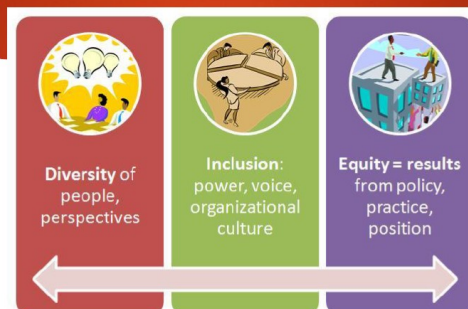 Diversity of
people,
perspectives
Inclusion:
power, voice,
organizational
culture
Equity = results
from policy,
practice,
position